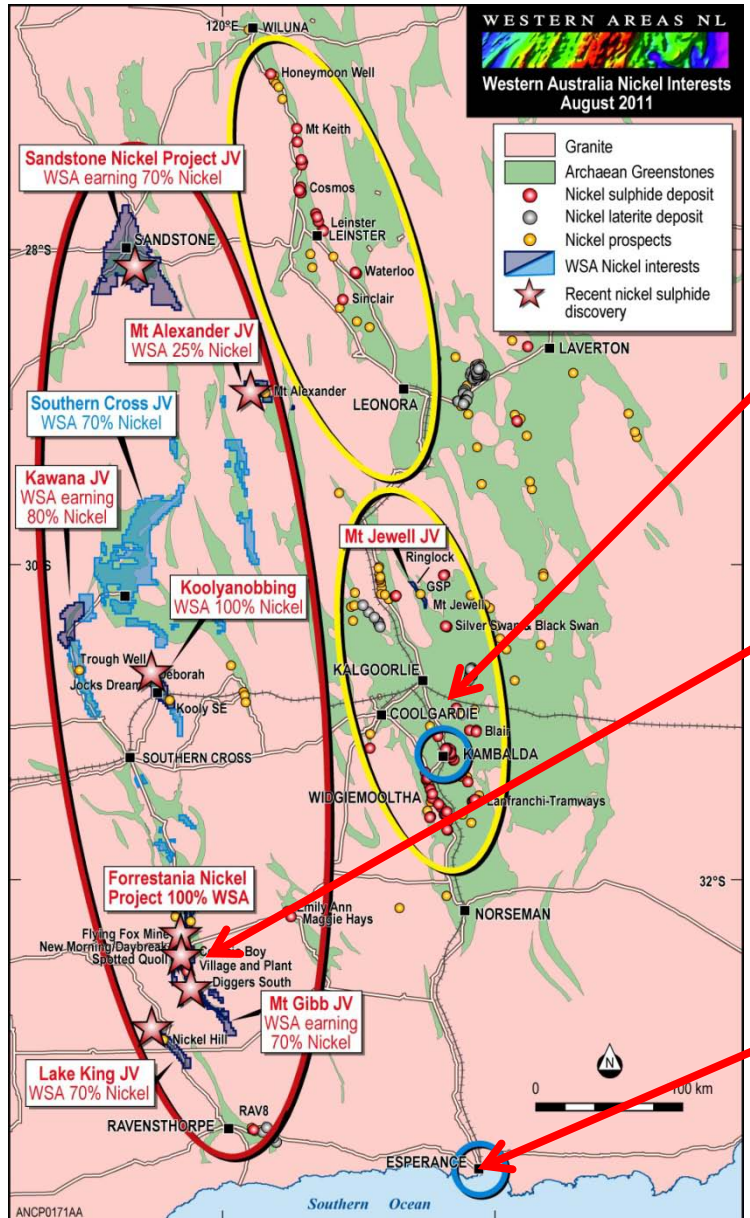 120°E
WILUNA
WESTERN AREAS NL
Western Australia Nickel Interests
August 2011
Granite
Archaean Greenstones
Nickel sulphide deposit
Nickel laterite deposit
Nickel prospects
WSA Nickel interests
Recent nickel sulphide
discovery
Honeymoon Well
Mt Keith
Cosmos
Leinster
LEINSTER
Waterloo
Sinclair
Sandstone Nickel Project JV
WSA earning 70% Nickel
SANDSTONE
28°S
Mt Alexander JV
WSA 25% Nickel
Mt Alexander
LEONORA
LAVERTON
Southern Cross JV
WSA 70% Nickel
Kawana JV
WSA earning
80% Nickel
30°S
Mt Jewell JV
Ringlock
GSP
Mt Jewell
Silver Swan & Black Swan
Koolyanobbing
WSA 100% Nickel
Trough Well
Deborah
Jocks Dream
Kooly SE
KALGOORLIE
COOLGARDIE
Blair
SOUTHERN CROSS
KAMBALDA
WIDGIEMOOLTHA
Lanfranchi-Tramways
32°S
Forrestania Nickel
Project 100% WSA
Emily Ann
Maggie Hays
NORSEMAN
Flying Fox Mine
New Morning/Daybreak
Spotted Quoll
Boy
Village and Plant
Diggers South
Mt Gibb JV
WSA earning
70% Nickel
Nickel Hill
Lake King JV
WSA 70% Nickel
RAV8
RAVENSTHORPE
N
0
100 km
ESPERANCE
Southern Ocean
ANCP0171AA